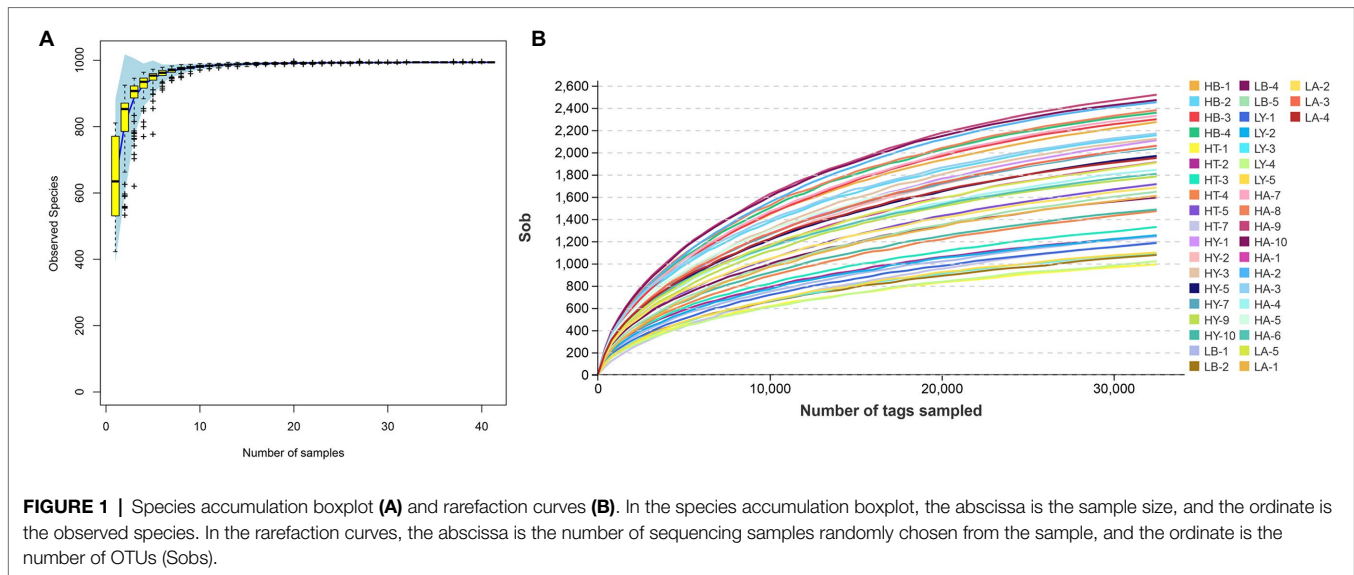 A
B
1000
800
600
400
200
0
Observed Species
0
10
20
30
40
Number of samples
2,600
2,400
2,200
2,000
1,800
1,600
1,400
1,200
1,000
800
600
400
200
0
Sob
0
10,000
20,000
30,000
Number of tags sampled
HB-1 LB-4 LA-2
HB-2 LB-5 LA-3
HB-3 LY-1 LA-4
HB-4 LY-2
HT-1 LY-3
HT-2 LY-4
HT-3 LY-5
HT-4 HA-7
HT-5 HA-8
HT-7 HA-9
HY-1 HA-10
HY-2 HA-1
HY-3 HA-2
HY-5 HA-3
HY-7 HA-4
HY-9 HA-5
HY-10 HA-6
LB-1 LA-5
LB-2 LA-1
FIGURE 1 | Species accumulation boxplot (A) and rarefaction curves (B). In the species accumulation boxplot, the abscissa is the sample size, and the ordinate is
the observed species. In the rarefaction curves, the abscissa is the number of sequencing samples randomly chosen from the sample, and the ordinate is the
number of OTUs (Sobs).